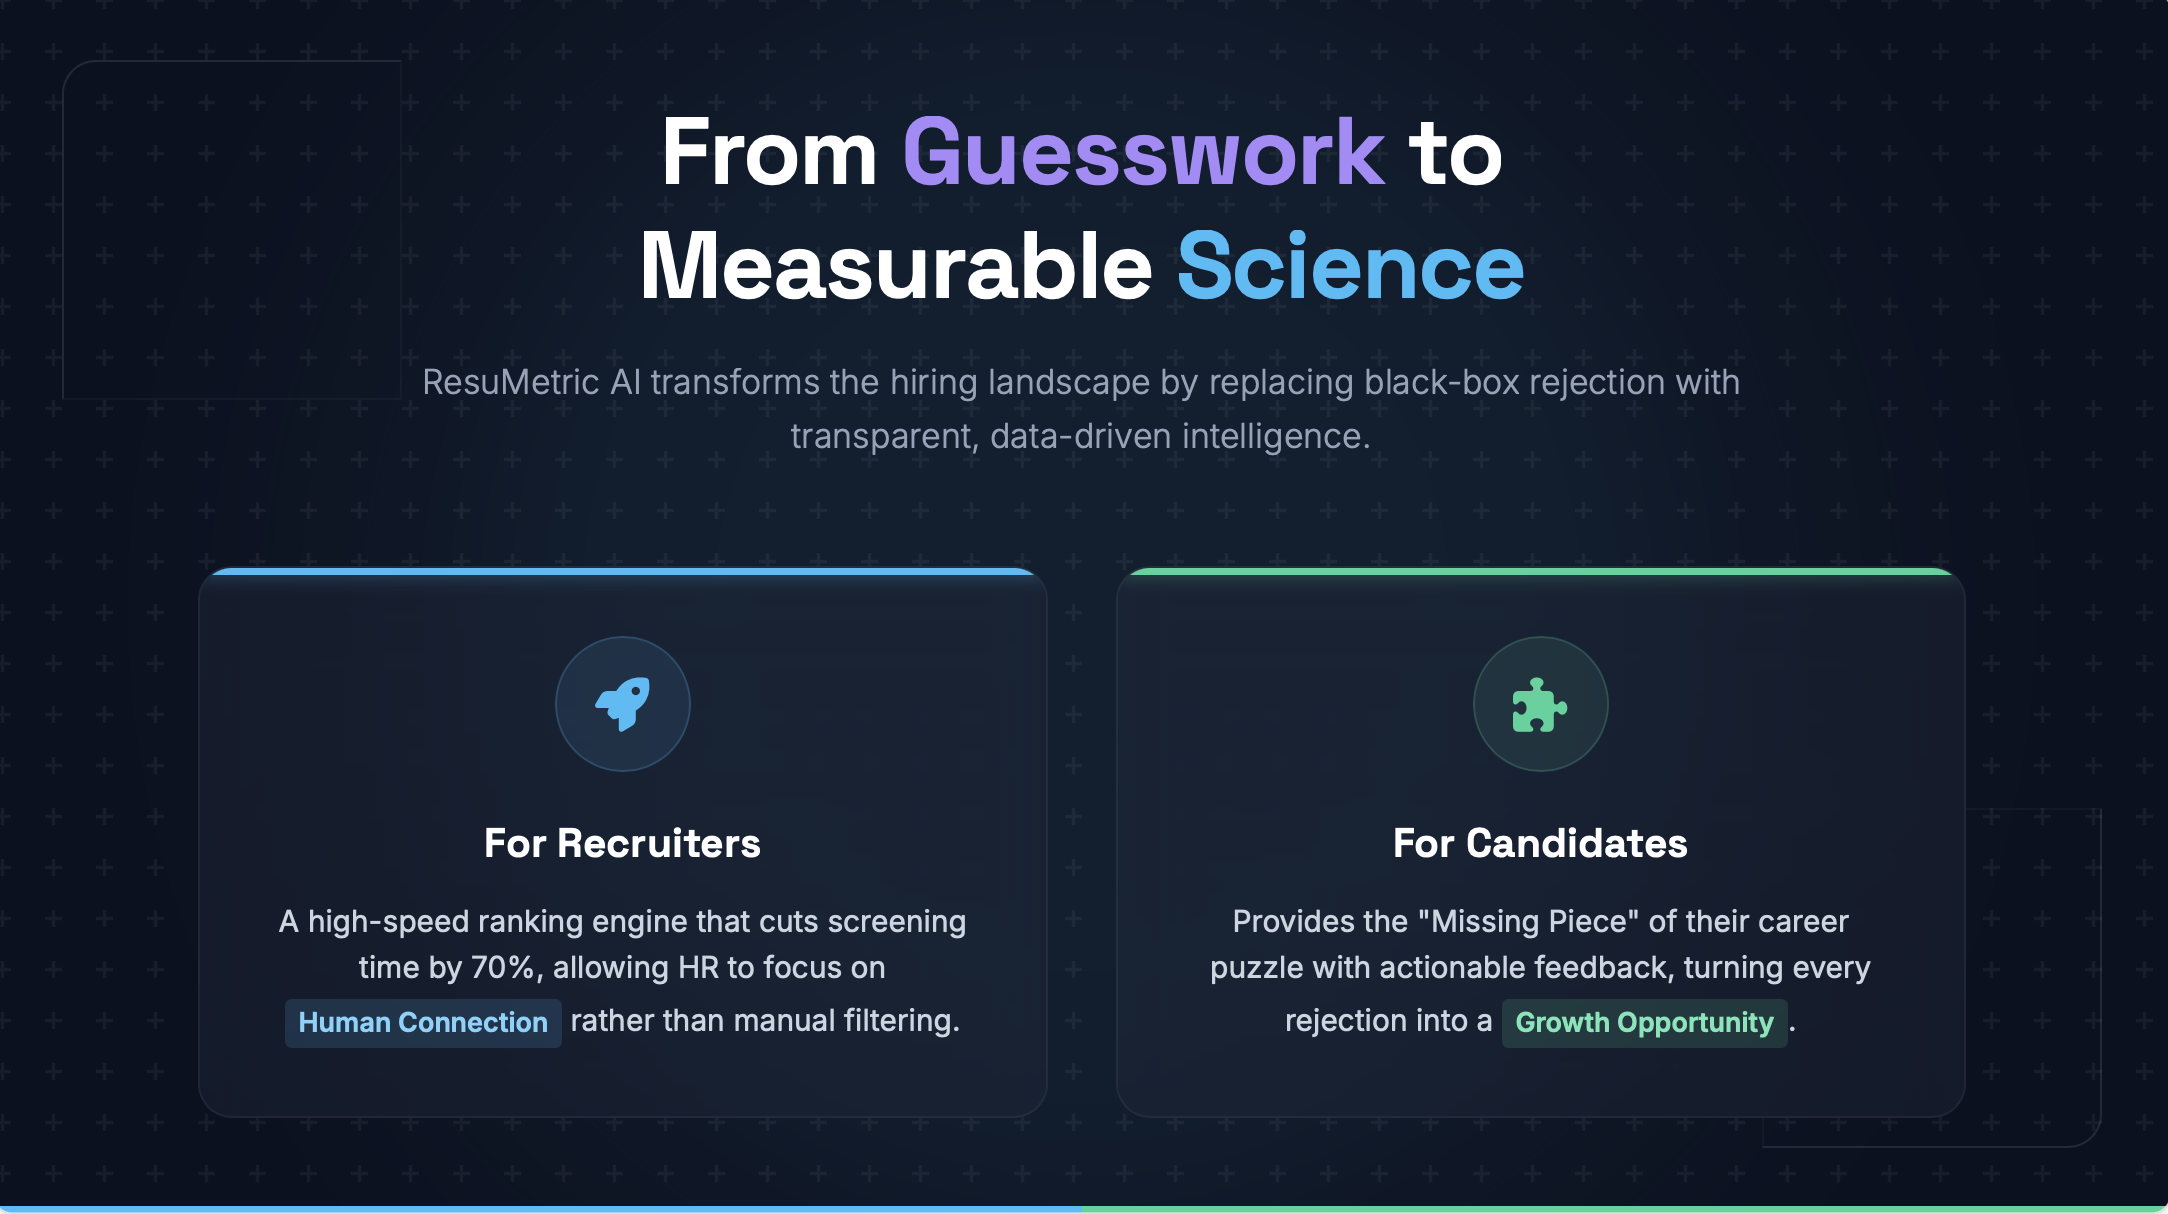 From Guesswork to
Measurable Science
ResuMetric AI transforms the hiring landscape by replacing black-box rejection with
transparent, data-driven intelligence.
For Recruiters
A high-speed ranking engine that cuts screening
time by 70%, allowing HR to focus on
Human Connection rather than manual filtering.
For Candidates
Provides the "Missing Piece" of their career
puzzle with actionable feedback, turning every
rejection into a Growth Opportunity.